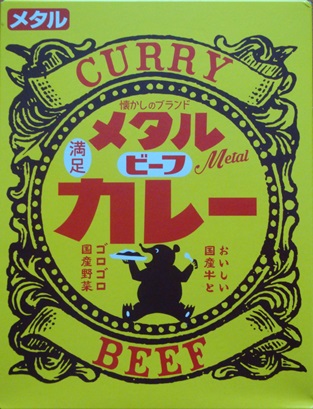 メタル
CURRY
懐かしのブランド
メタル
満足
ビーフ
Metal
カレー
おいしい
国産牛と
ゴロゴロ
国産野菜
BEEF